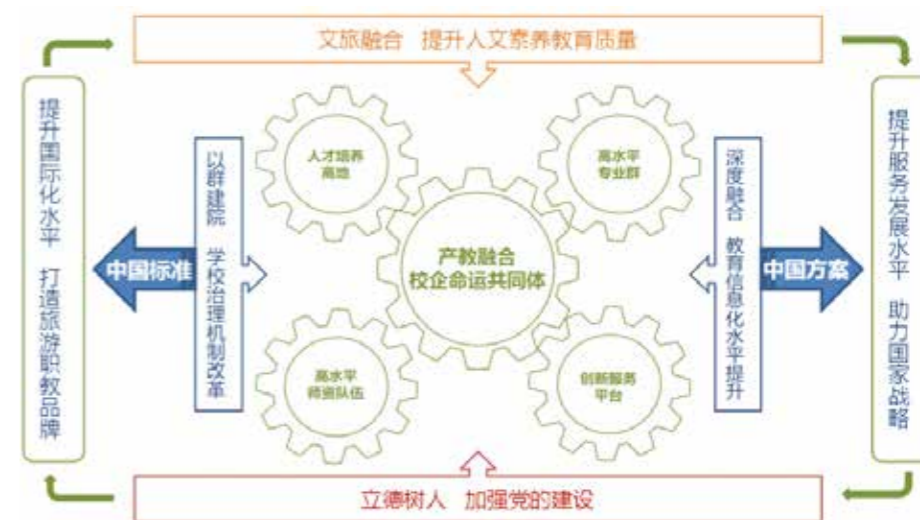 文旅融合 提升人文素养教育质量
提升国际化水平 打造旅游职教品牌
以群建院 学校治理机制改革
中国标准
人才培养
高地
高水平
专业群
产教融合
校企命运共同体
高水平
师资队伍
创新服务
平台
深度融合 教育信息化水平提升
中国方案
提升服务发展水平 助力国家战略
立德树人 加强党的建设